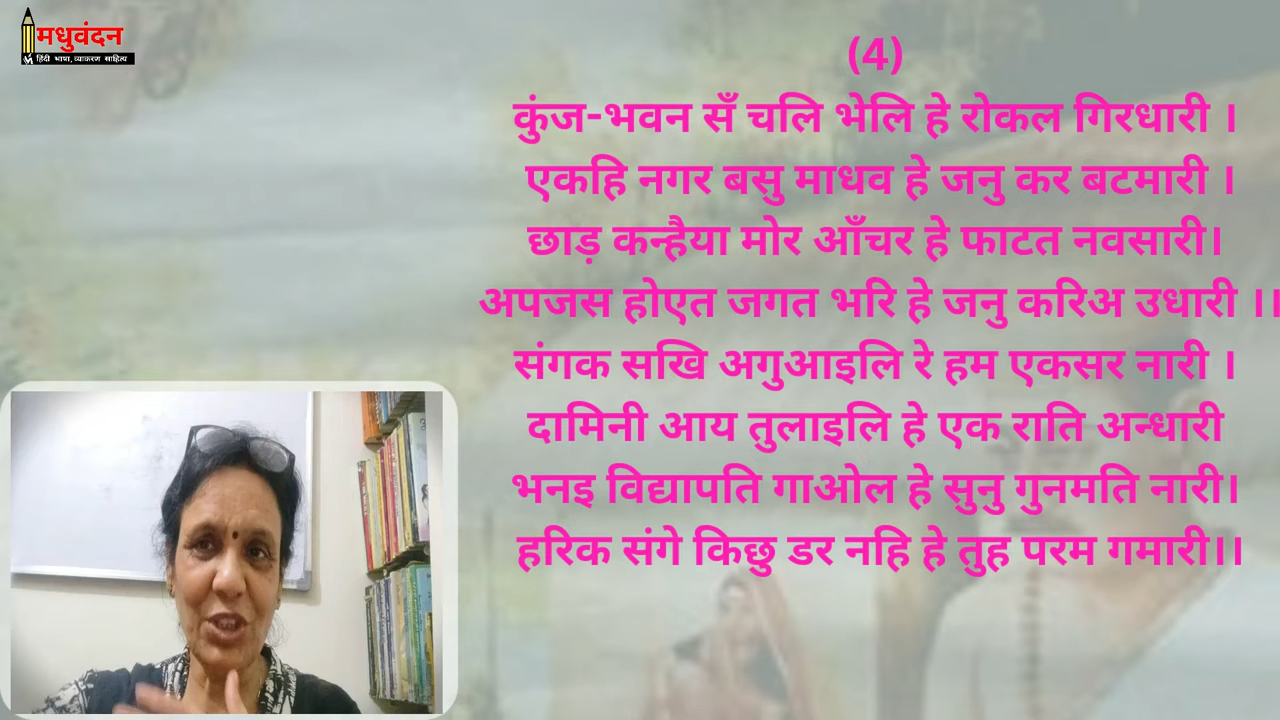 मधुवंदन
हिंदी भाषा, व्याकरण साहित्य
(4)
कुंज-भवन सँ चलि भेलि हे रोकल गिरधारी ।
एकहि नगर बसु माधव हे जनु कर बटमारी ।
छाड़ कन्हैया मोर आँचर हे फाटत नवसारी।
अपजस होएत जगत भरि हे जनु करिअ उधारी ।।
संगक सखि अगुआइलि रे हम एकसर नारी ।
दामिनी आय तुलाइलि हे एक राति अन्धारी
भनइ विद्यापति गाओल हे सुनु गुनमति नारी।
हरिक संगे किछु डर नहि हे तुह परम गमारी।।